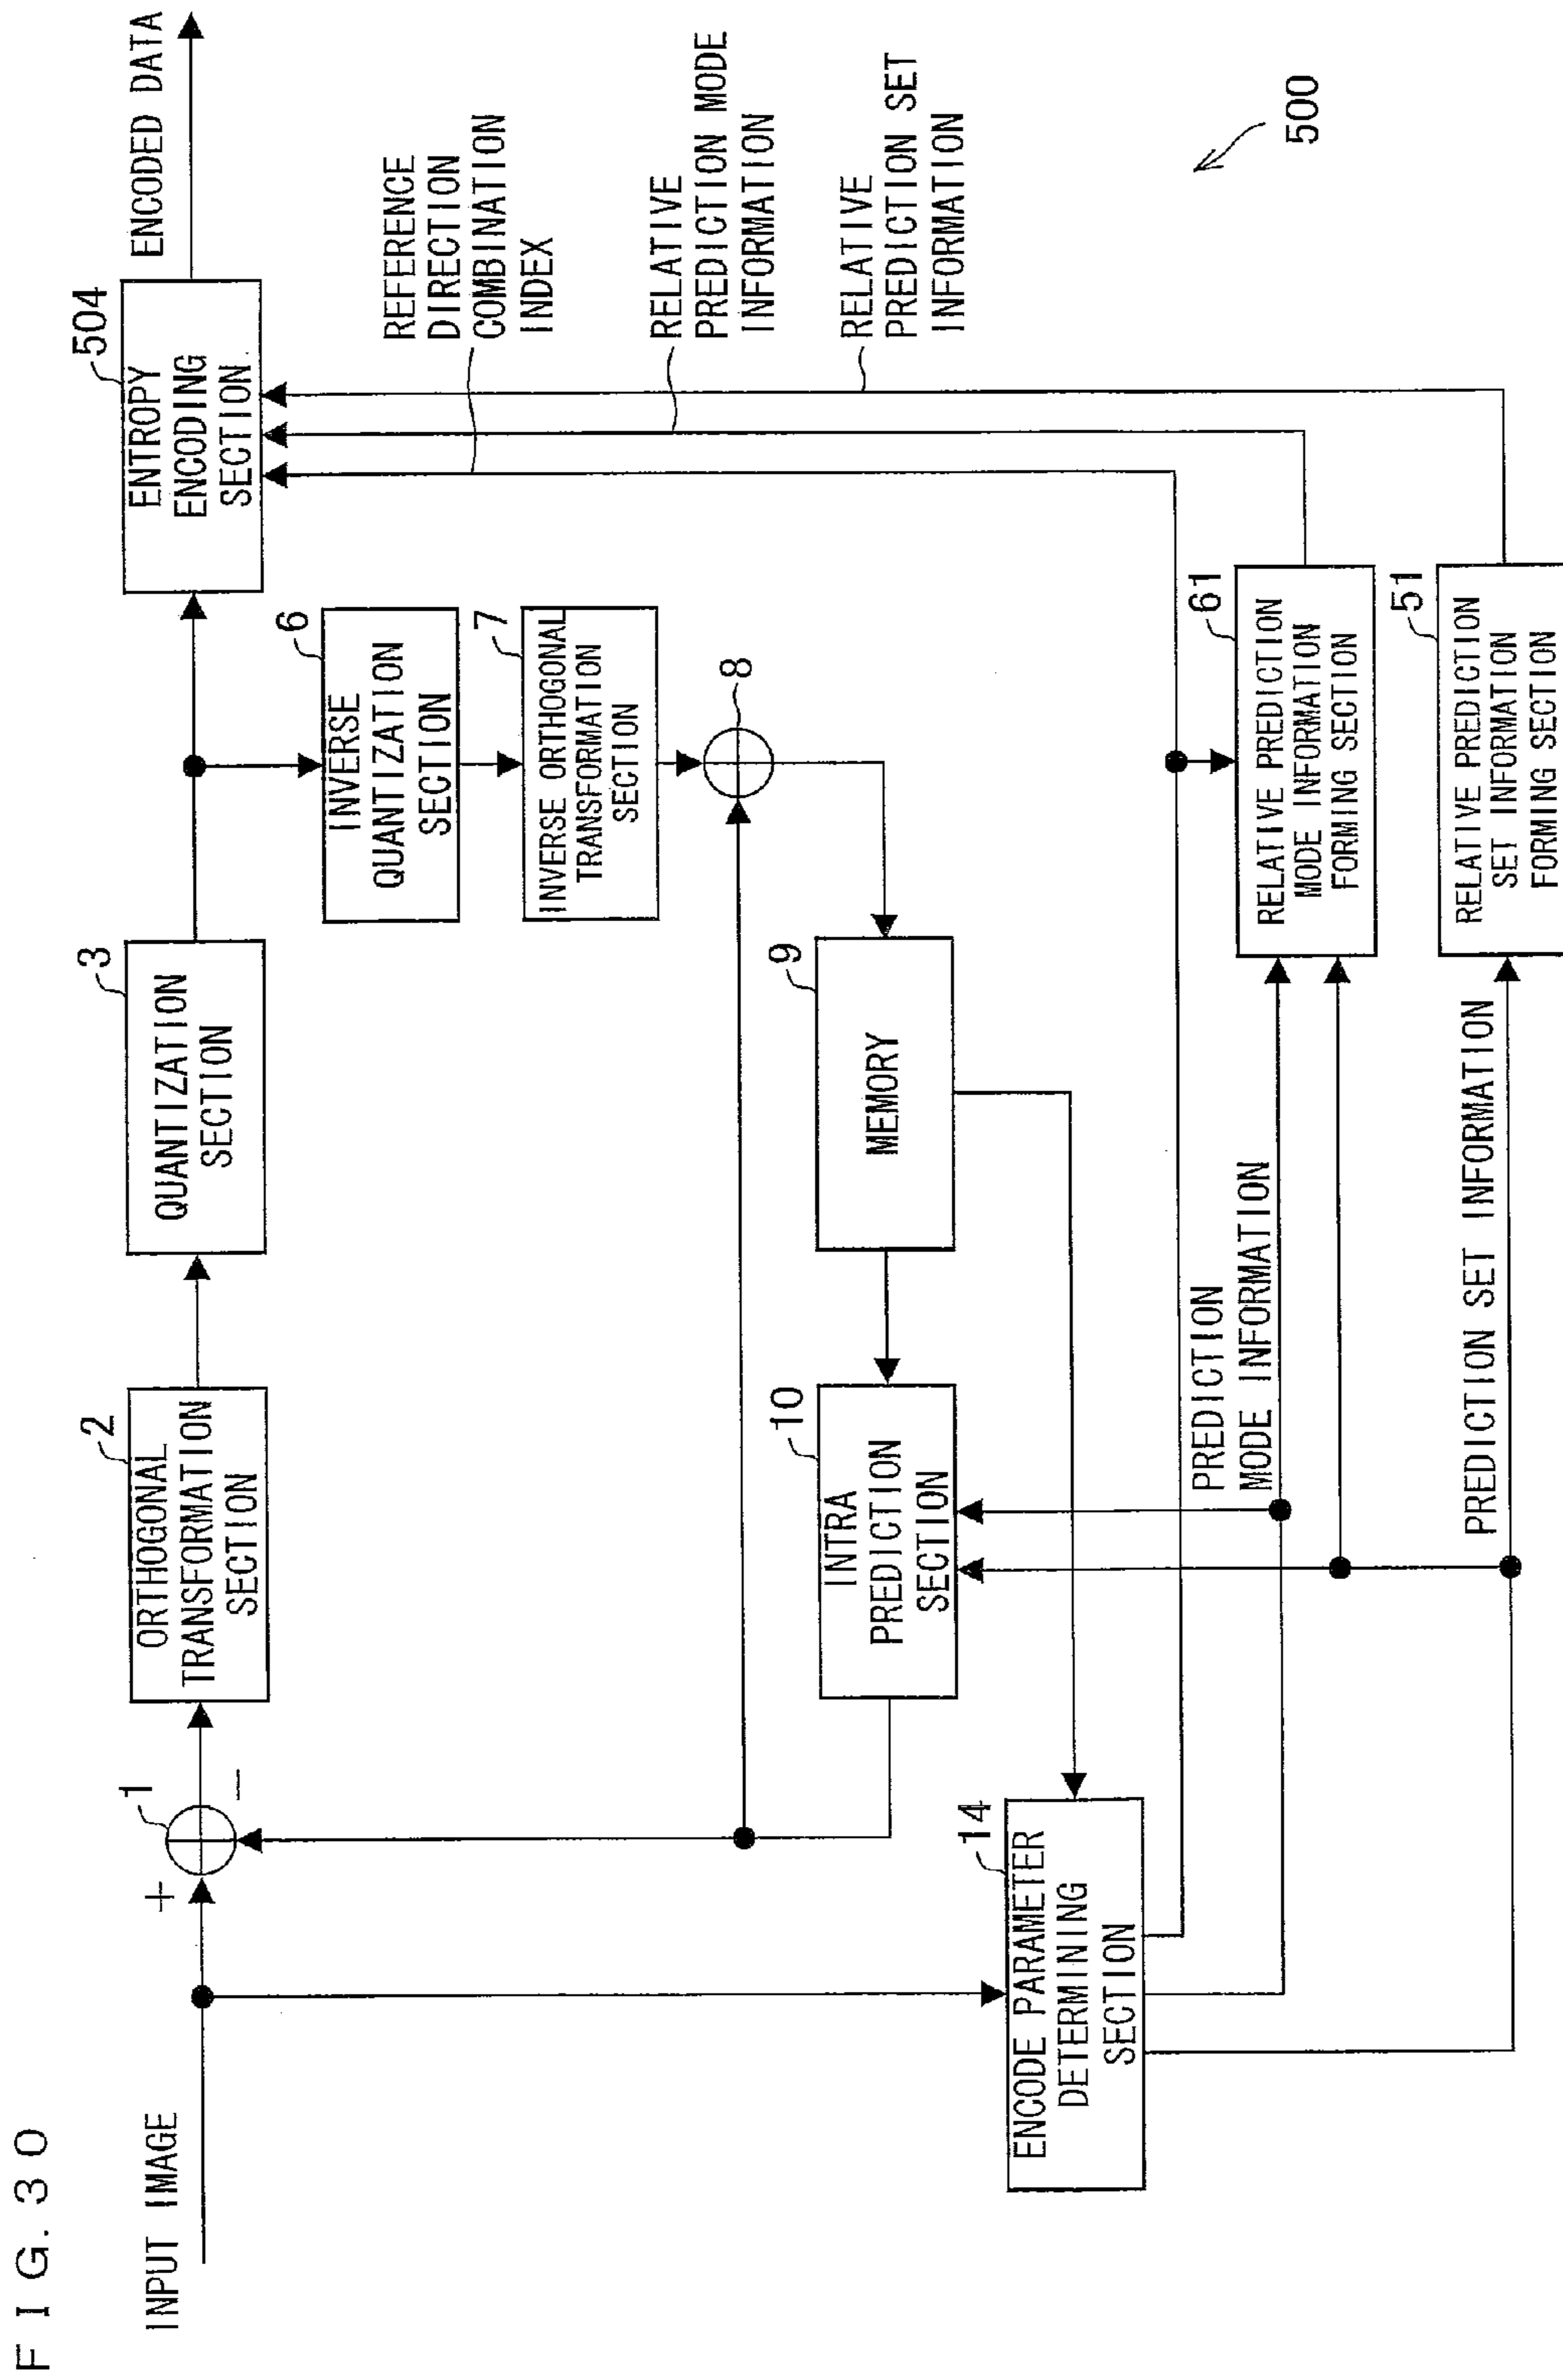 FIG. 30
INPUT IMAGE
+
1
−
2
ORTHOGONAL
TRANSFORMATION
SECTION
3
QUANTIZATION
SECTION
504
ENTROPY
ENCODING
SECTION
ENCODED DATA
6
INVERSE
QUANTIZATION
SECTION
7
INVERSE ORTHOGONAL
TRANSFORMATION
SECTION
8
REFERENCE
DIRECTION
COMBINATION
INDEX
RELATIVE
PREDICTION MODE
INFORMATION
RELATIVE
PREDICTION SET
INFORMATION
500
9
MEMORY
10
INTRA
PREDICTION
SECTION
14
ENCODE PARAMETER
DETERMINING
SECTION
PREDICTION
MODE INFORMATION
61
RELATIVE PREDICTION
MODE INFORMATION
FORMING SECTION
PREDICTION SET INFORMATION
51
RELATIVE PREDICTION
SET INFORMATION
FORMING SECTION